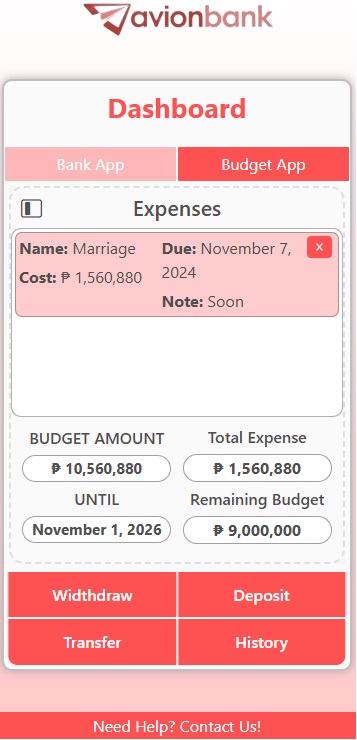 avionbank
Dashboard
Bank App
Budget App
Expenses
Name: Marriage
Cost: ₱ 1,560,880
Due: November 7,
2024
Note: Soon
x
BUDGET AMOUNT
₱ 10,560,880
Total Expense
₱ 1,560,880
UNTIL
November 1, 2026
Remaining Budget
₱ 9,000,000
Widthdraw
Deposit
Transfer
History
Need Help? Contact Us!